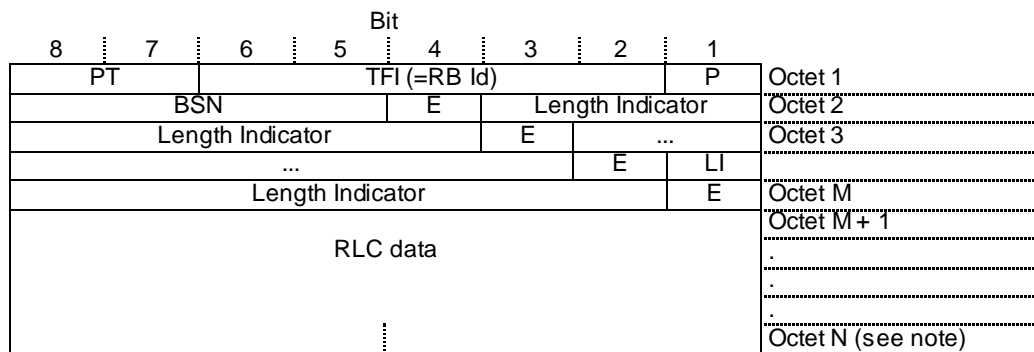 Bit
8 7 6 5 4 3 2 1
PT TFI (=RB Id) P Octet 1
BSN E Length Indicator Octet 2
Length Indicator E ... Octet 3
... E LI
Length Indicator E Octet M
Octet M + 1
RLC data
.
.
.
Octet N (see note)